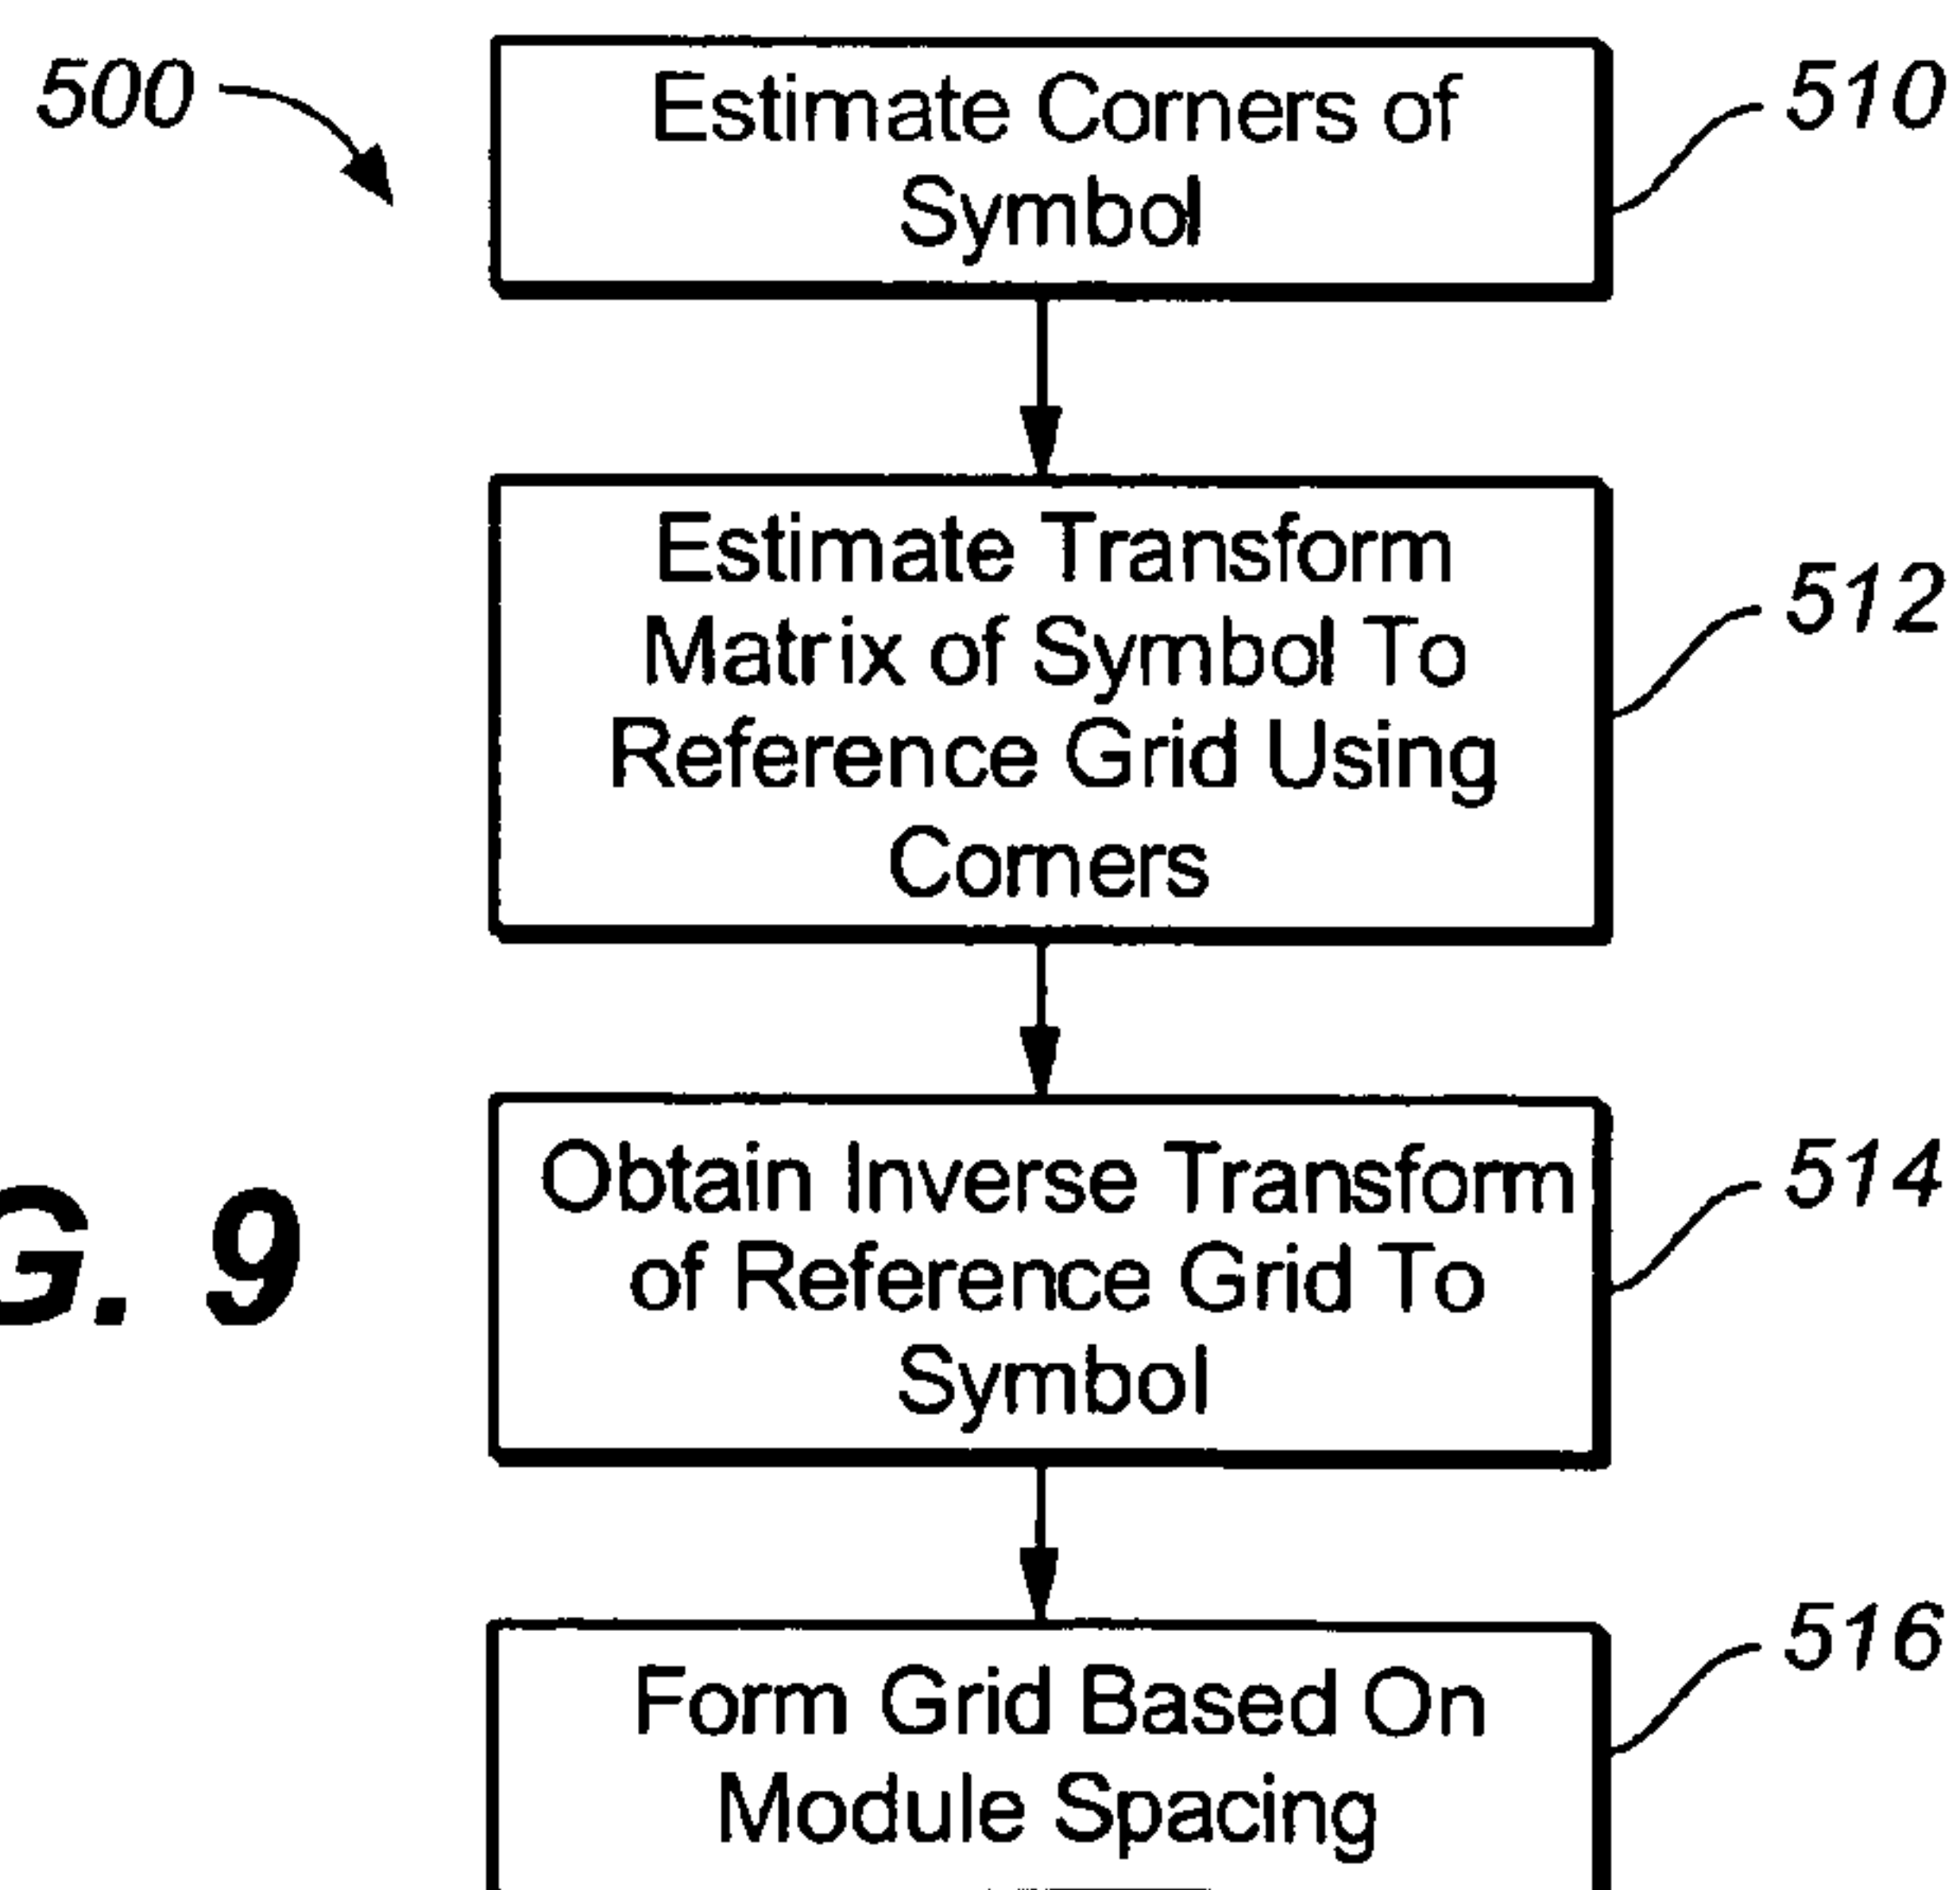 500
Estimate Corners of
Symbol
510
Estimate Transform
Matrix of Symbol To
Reference Grid Using
Corners
512
Obtain Inverse Transform
of Reference Grid To
Symbol
514
G. 9
Form Grid Based On
Module Spacing
516